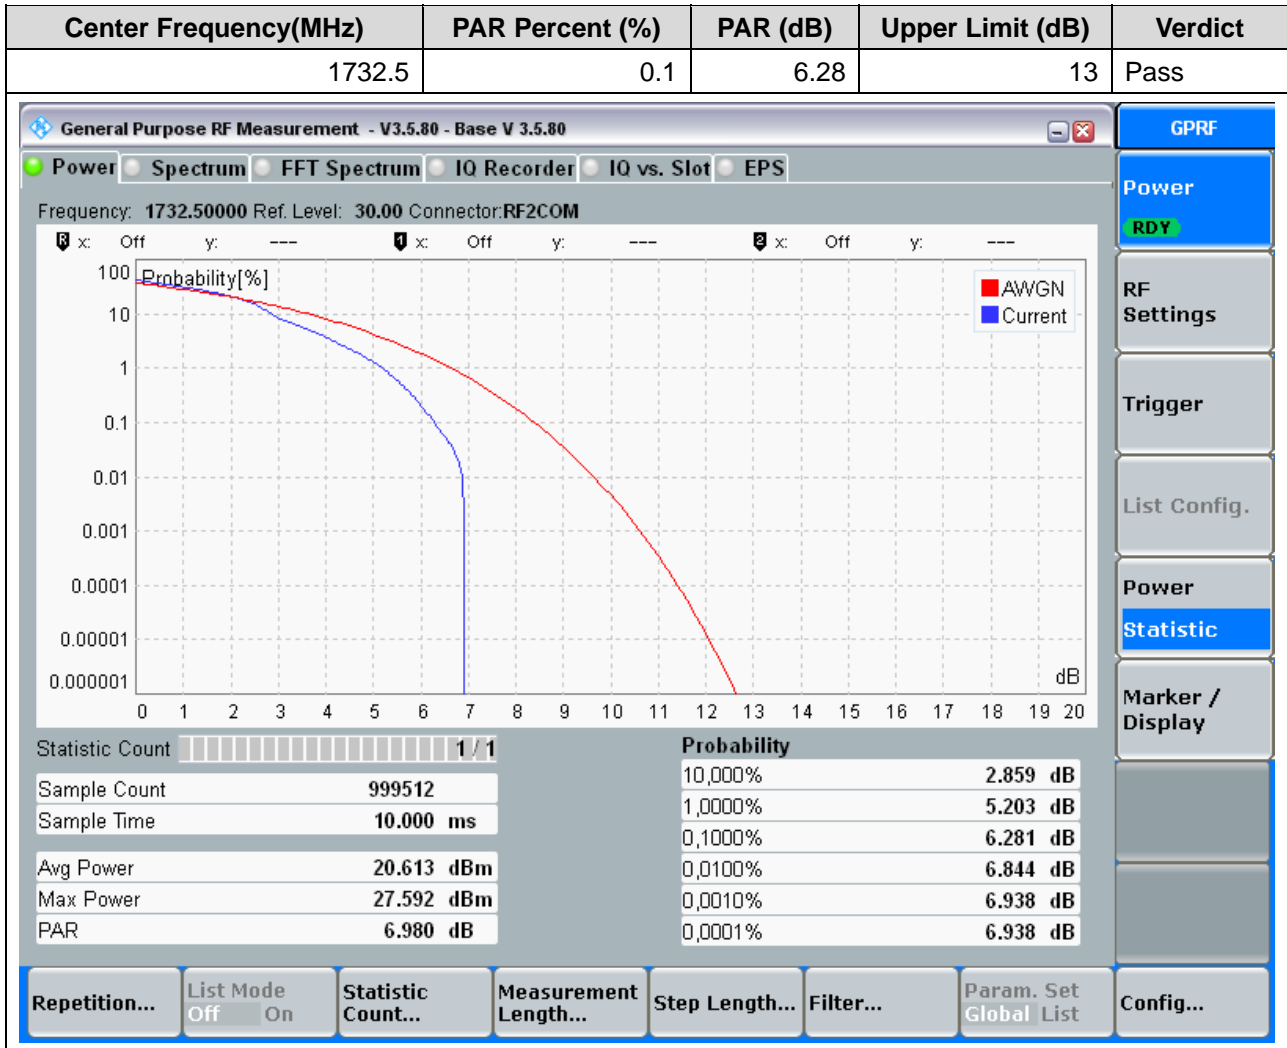 Center Frequency(MHz) PAR Percent (%) PAR (dB) Upper Limit (dB) Verdict
1732.5 0.1 6.28 13 Pass
General Purpose RF Measurement - V3.5.80 - Base V 3.5.80
GPRF
Power Spectrum FFT Spectrum IQ Recorder IQ vs. Slot EPS
Frequency: 1732.50000 Ref. Level: 30.00 Connector:RF2COM
R x: Off y: --- 1 x: Off y: --- 2 x: Off y: ---
Probability[%]
AWGN
Current
100
10
1
0.1
0.01
0.001
0.0001
0.00001
0.000001
dB
0 1 2 3 4 5 6 7 8 9 10 11 12 13 14 15 16 17 18 19 20
Statistic Count 1 / 1
Sample Count 999512
Sample Time 10.000 ms
Avg Power 20.613 dBm
Max Power 27.592 dBm
PAR 6.980 dB
Probability
10,000% 2.859 dB
1,0000% 5.203 dB
0,1000% 6.281 dB
0,0100% 6.844 dB
0,0010% 6.938 dB
0,0001% 6.938 dB
Power
RDY
RF
Settings
Trigger
List Config.
Power
Statistic
Marker /
Display
Repetition...
List Mode
Off On
Statistic
Count...
Measurement
Length...
Step Length...
Filter...
Param. Set
Global List
Config...